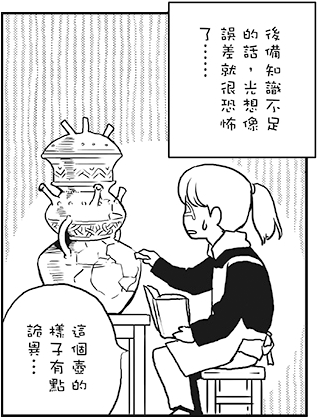 後備知識不足
的話，光想像
誤差就很恐怖
了……
這個壺的
樣子有點
詭異…